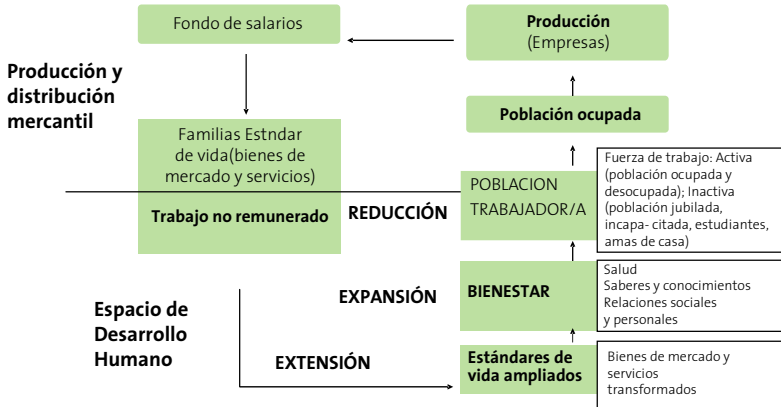 Fondo de salarios
Producción
(Empresas)
Producción y
distribución
mercantil
Población ocupada
Familias Estndar
de vida(bienes de
mercado y servicios)
Trabajo no remunerado
REDUCCIÓN
POBLACION
TRABAJADOR/A
Fuerza de trabajo: Activa
(población ocupada y
desocupada); Inactiva
(población jubilada,
incapa- citada, estudiantes,
amas de casa)
Espacio de
Desarrollo
Humano
EXPANSIÓN
BIENESTAR
Salud
Saberes y conocimientos
Relaciones sociales
y personales
EXTENSIÓN
Estándares de
vida ampliados
Bienes de mercado y
servicios
transformados